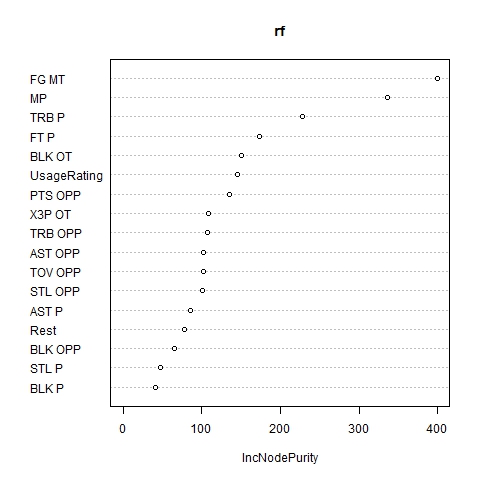 rf
FG MT
MP
TRB P
FT P
BLK OT
UsageRating
PTS OPP
X3P OT
TRB OPP
AST OPP
TOV OPP
STL OPP
AST P
Rest
BLK OPP
STL P
BLK P
0 100 200 300 400
IncNodePurity